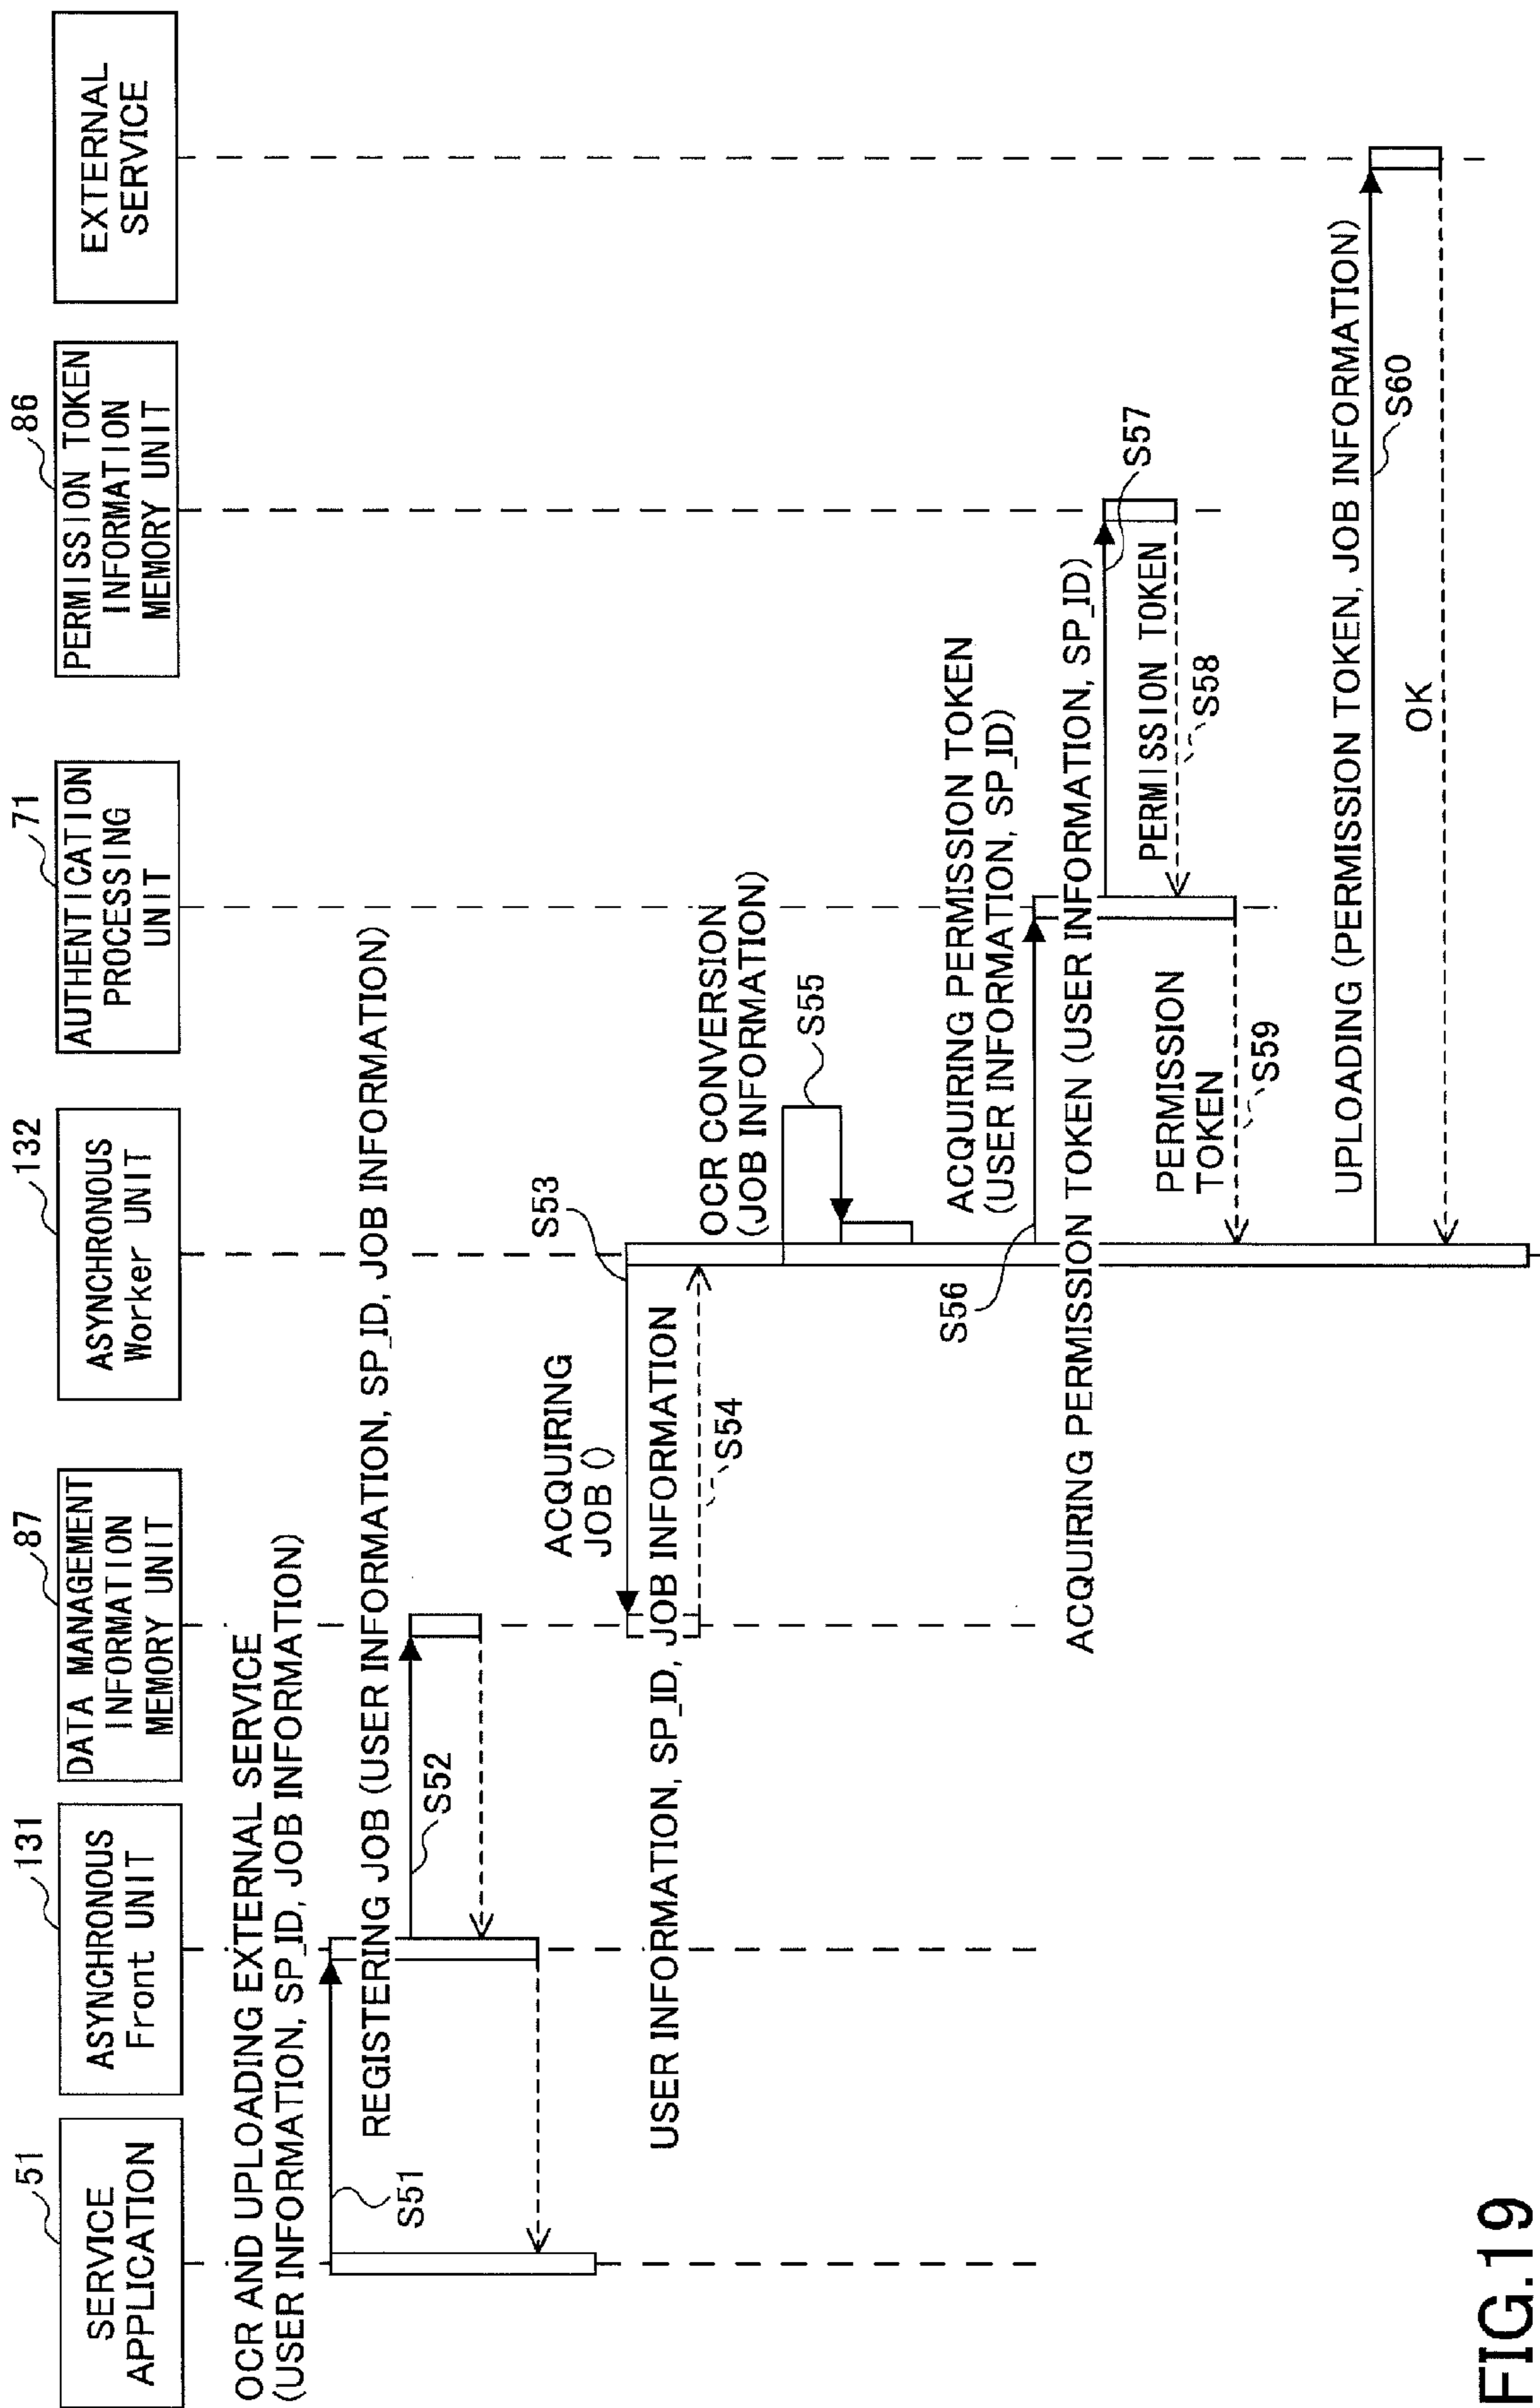 51
SERVICE
APPLICATION
131
ASYNCHRONOUS
Front UNIT
87
DATA MANAGEMENT
INFORMATION
MEMORY UNIT
132
ASYNCHRONOUS
Worker UNIT
71
AUTHENTICATION
PROCESSING
UNIT
86
PERMISSION TOKEN
INFORMATION
MEMORY UNIT
EXTERNAL
SERVICE
OCR AND UPLOADING EXTERNAL SERVICE
(USER INFORMATION, SP_ID, JOB INFORMATION)
S51
REGISTERING JOB (USER INFORMATION, SP_ID, JOB INFORMATION)
S52
S53
ACQUIRING
JOB ()
USER INFORMATION, SP_ID, JOB INFORMATION
S54
OCR CONVERSION
(JOB INFORMATION)
S55
ACQUIRING PERMISSION TOKEN
(USER INFORMATION, SP_ID)
S56
ACQUIRING PERMISSION TOKEN (USER INFORMATION, SP_ID)
S57
PERMISSION TOKEN
S58
PERMISSION
TOKEN
S59
UPLOADING (PERMISSION TOKEN, JOB INFORMATION)
S60
OK
FIG.19